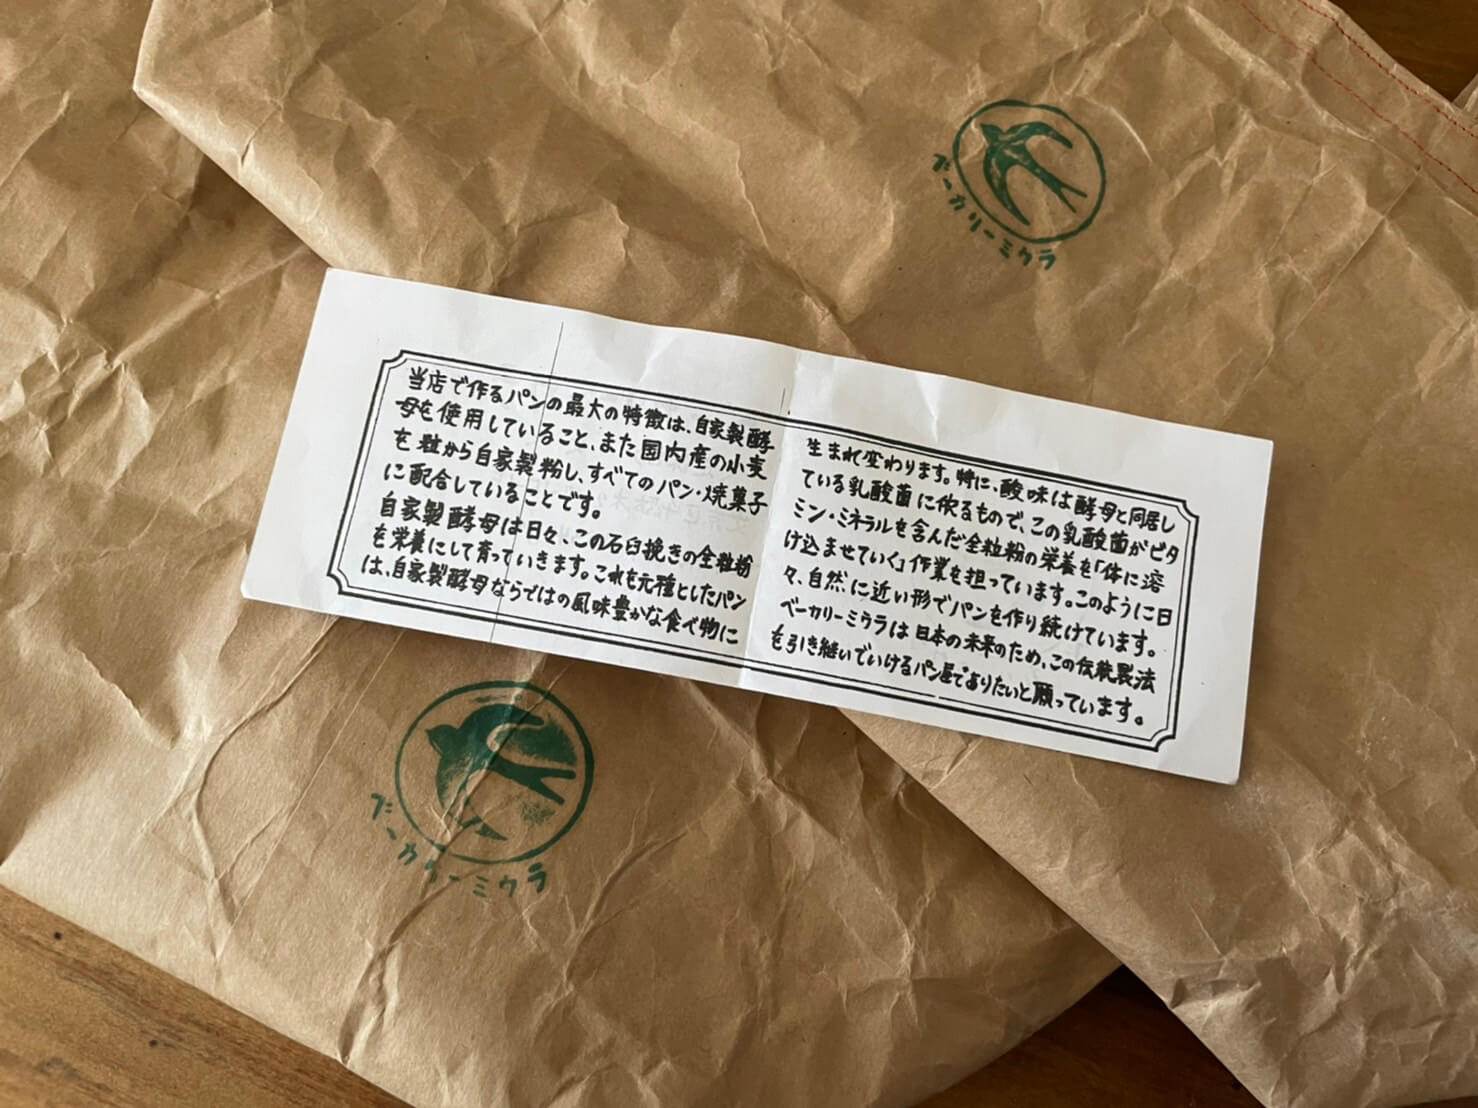 ベーカリーミウラ
当店で作るパンの最大の特徴は、自家製酵
母を使用していること、また国内産の小麦
を粒から自家製粉し、すべてのパン・焼菓子
に配合していることです。
自家製酵母は日々、この石臼挽きの全粒粉
を栄養にして育っていきます。これを元種としたパン
は、自家製酵母ならではの風味豊かな食べ物に
生まれ変わります。特に、酸味は酵母と同居し
ている乳酸菌に依るもので、この乳酸菌がビタ
ミン・ミネラルを含んだ全粒粉の栄養を「体に溶
け込ませていく」作業を担っています。このように日
々、自然に近い形でパンを作り続けています。
ベーカリーミウラは日本の未来のため、この伝統製法
を引き継いでいけるパン屋でありたいと願っています。
ベーカリーミウラ